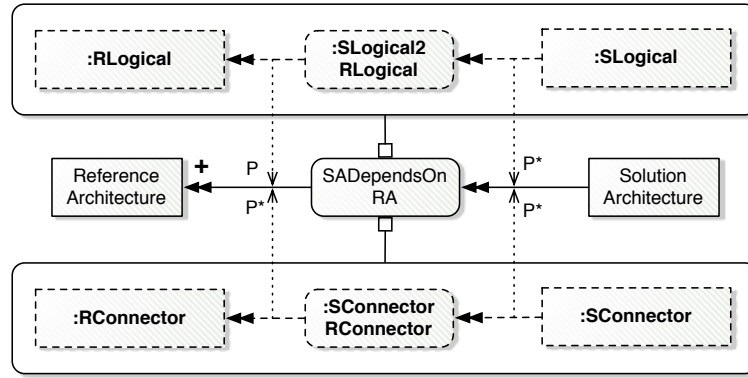 :RLogical
:SLogical2
RLogical
:SLogical
Reference
Architecture
+
P
P*
SADependsOn
RA
P*
P*
Solution
Architecture
:RConnector
:SConnector
RConnector
:SConnector